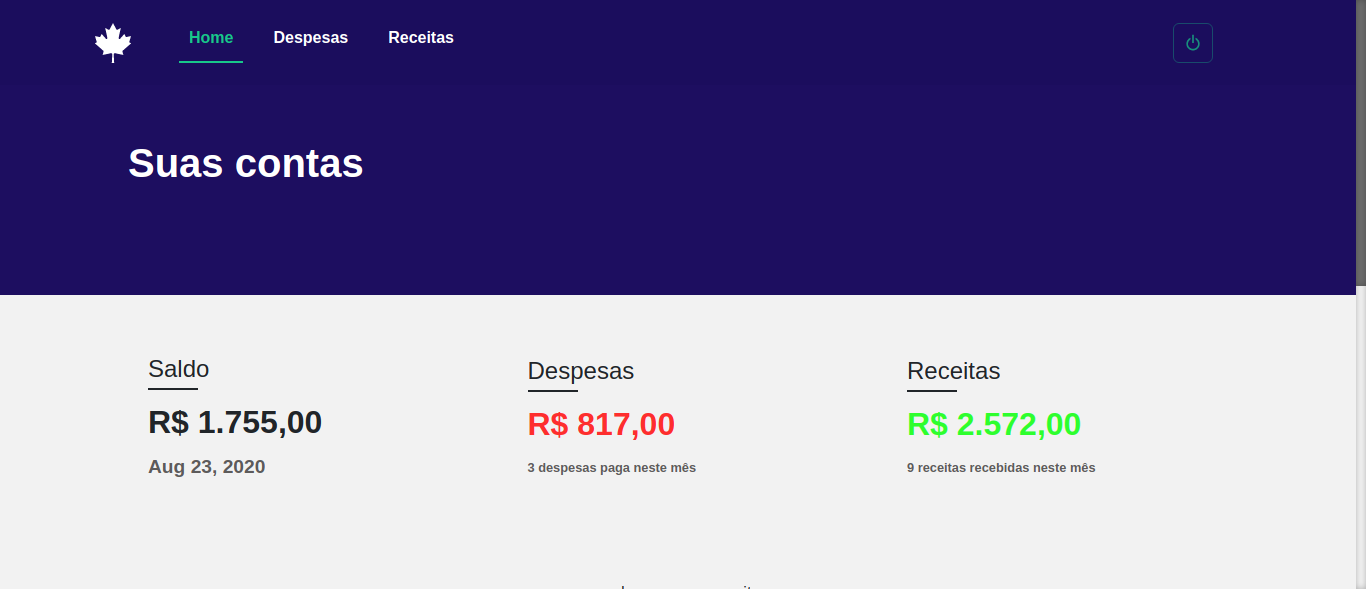 Home Despesas Receitas
Suas contas
Saldo
R$ 1.755,00
Aug 23, 2020
Despesas
R$ 817,00
3 despesas paga neste mês
Receitas
R$ 2.572,00
9 receitas recebidas neste mês